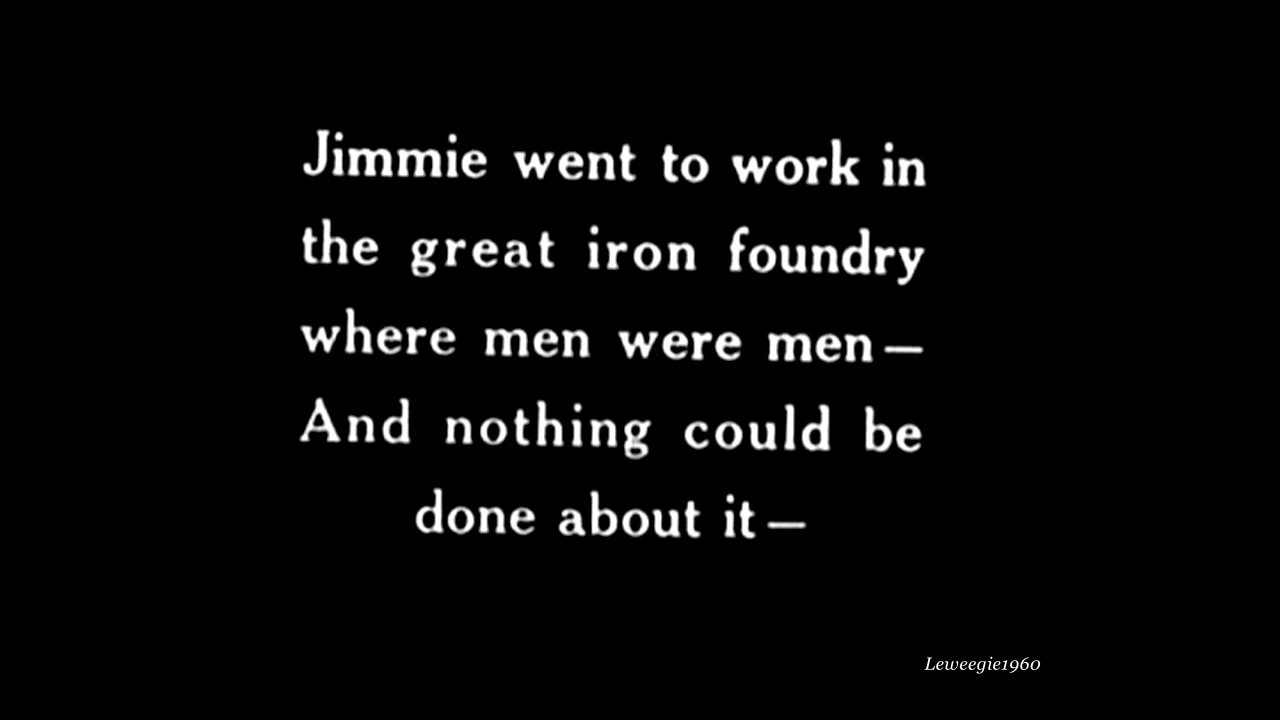 Jimmie went to work in
the great iron foundry
where men were men—
And nothing could be
done about it—
Leweegie1960